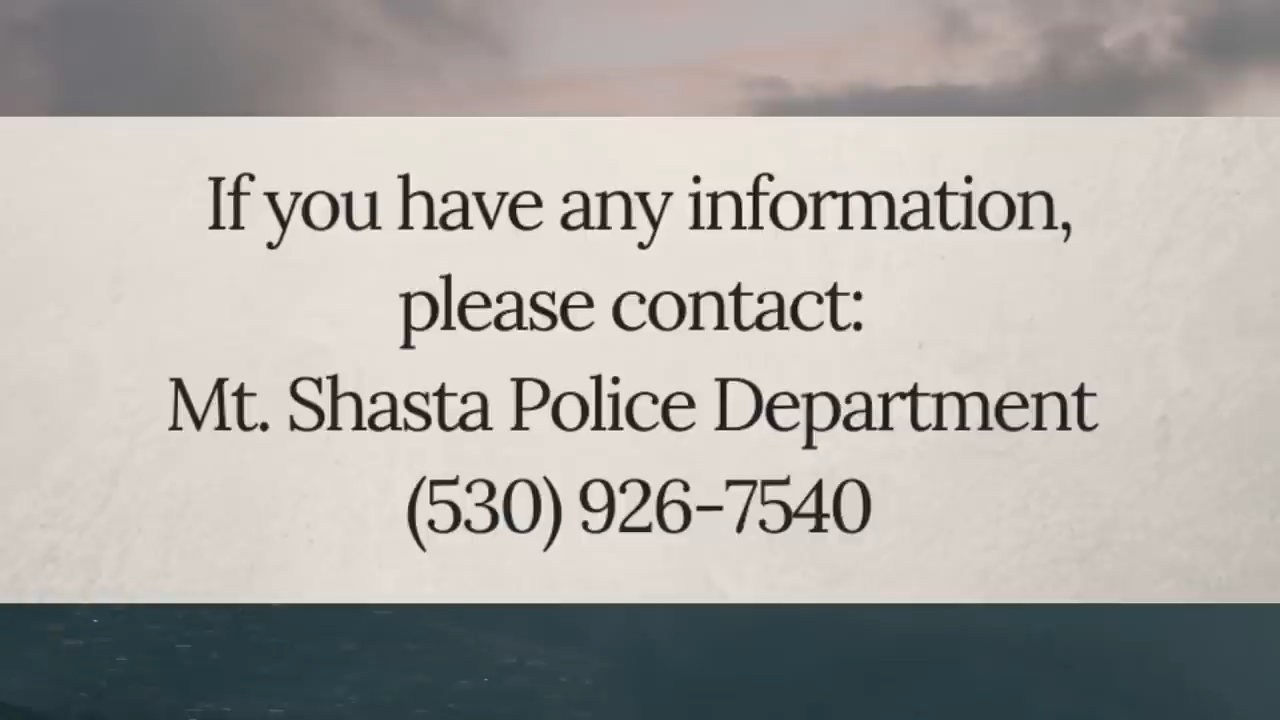 If you have any information,
please contact:
Mt. Shasta Police Department
(530) 926-7540